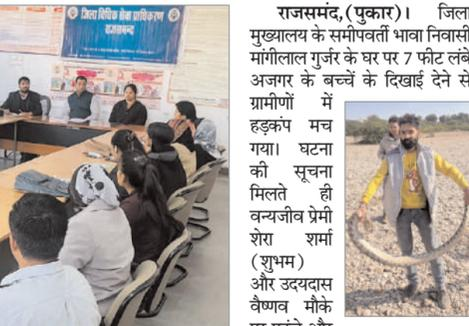 जिला विधिक सेवा प्राधिकरण
राजसमन्द
राजसमंद,(पुकार)। जिला
मुख्यालय के समीपवर्ती भावा निवासी
मांगीलाल गुर्जर के घर पर 7 फीट लंबे
अजगर के बच्चें के दिखाई देने से
ग्रामीणों में
हड़कंप मच
गया। घटना
की सूचना
मिलते ही
वन्यजीव प्रेमी
शेरा शर्मा
(शुभम)
और उदयदास
वैष्णव मौके